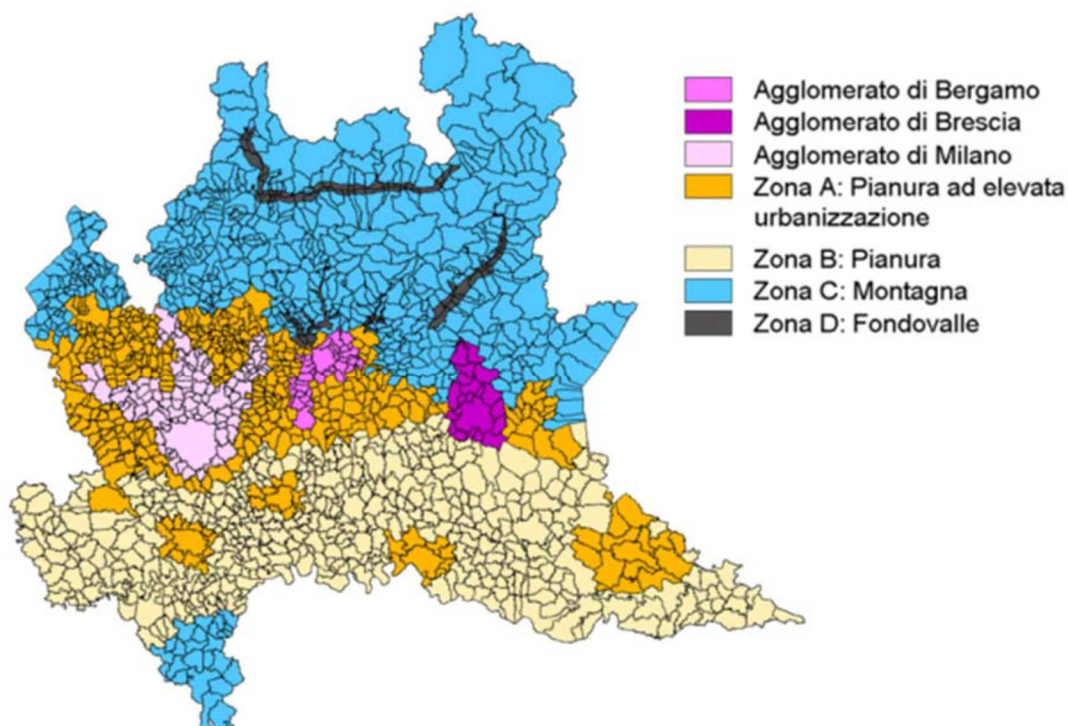 Agglomerato di Bergamo
Agglomerato di Brescia
Agglomerato di Milano
Zona A: Pianura ad elevata
urbanizzazione
Zona B: Pianura
Zona C: Montagna
Zona D: Fondovalle